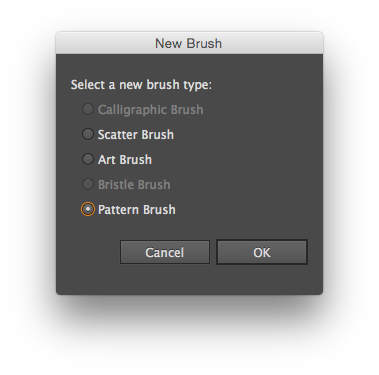 New Brush
Select a new brush type:
Calligraphic Brush
Scatter Brush
Art Brush
Bristle Brush
Pattern Brush
Cancel OK